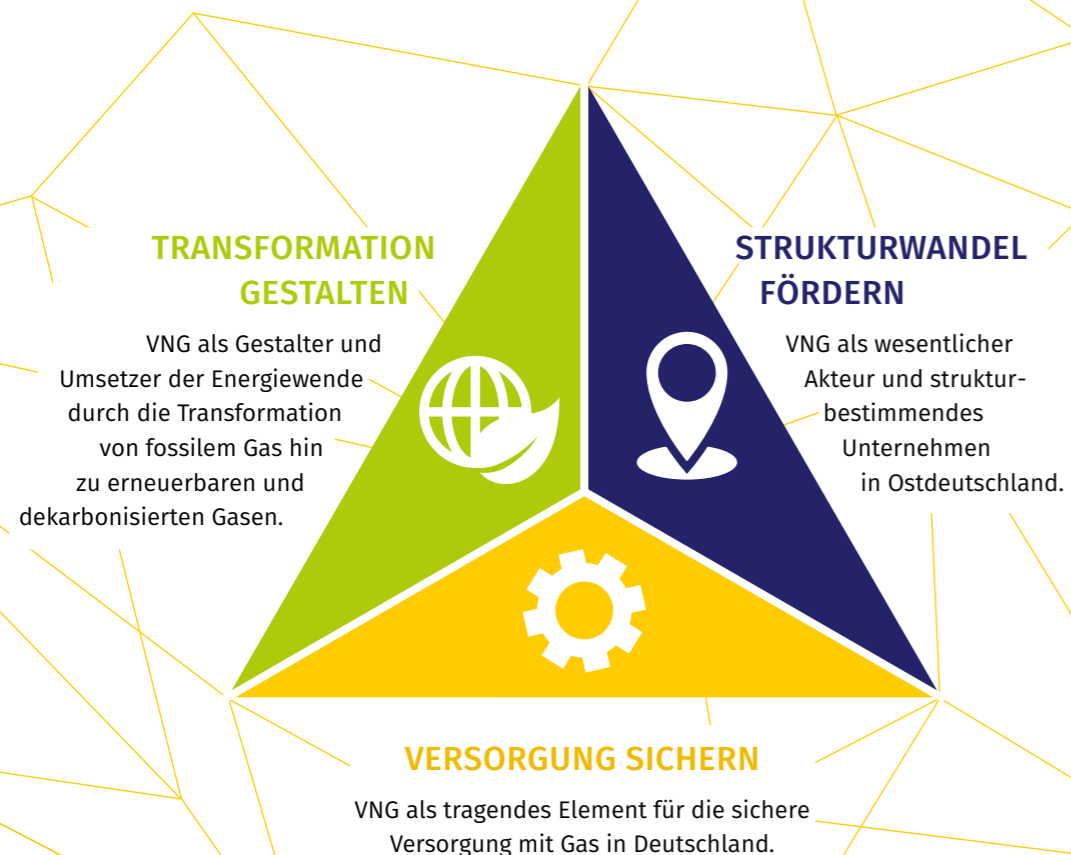 TRANSFORMATION
GESTALTEN
VNG als Gestalter und
Umsetzer der Energiewende
durch die Transformation
von fossilem Gas hin
zu erneuerbaren und
dekarbonisierten Gasen.
STRUKTURWANDEL
FÖRDERN
VNG als wesentlicher
Akteur und struktur-
bestimmendes
Unternehmen
in Ostdeutschland.
VERSORGUNG SICHERN
VNG als tragendes Element für die sichere
Versorgung mit Gas in Deutschland.